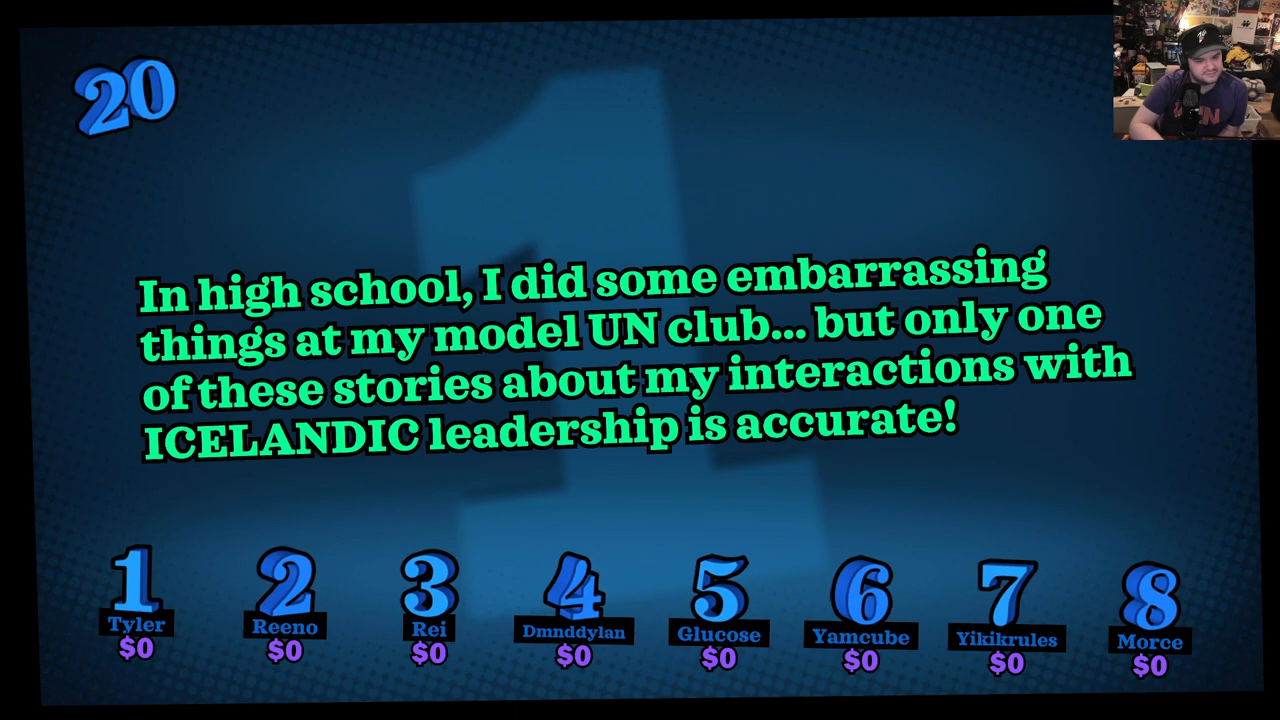 20
In high school, I did some embarrassing
things at my model UN club... but only one
of these stories about my interactions with
ICELANDIC leadership is accurate!
1 2 3 4 5 6 7 8
Tyler Reeno Rei Dmnddylan Glucose Yamcube Yikikrules Morce
$0 $0 $0 $0 $0 $0 $0 $0